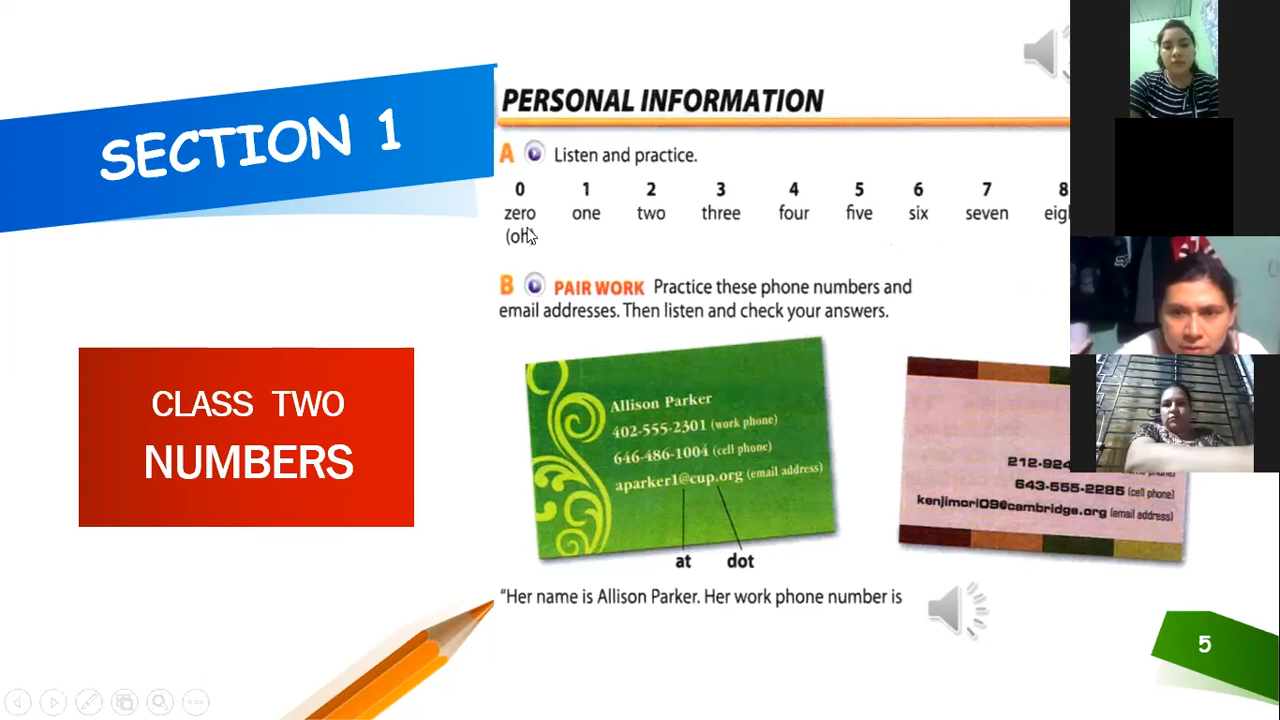 SECTION 1
CLASS TWO
NUMBERS
PERSONAL INFORMATION
A Listen and practice.
0 1 2 3 4 5 6 7 8
zero one two three four five six seven
B PAIR WORK Practice these phone numbers and
email addresses. Then listen and check your answers.
Allison Parker
402-555-2301 (work phone)
646-486-1004 (cell phone)
aparker1@cup.org (email address)
at dot
212-924
643-555-2285 (cell phone)
kenjimori09@cambridge.org (email address)
"Her name is Allison Parker. Her work phone number is
5